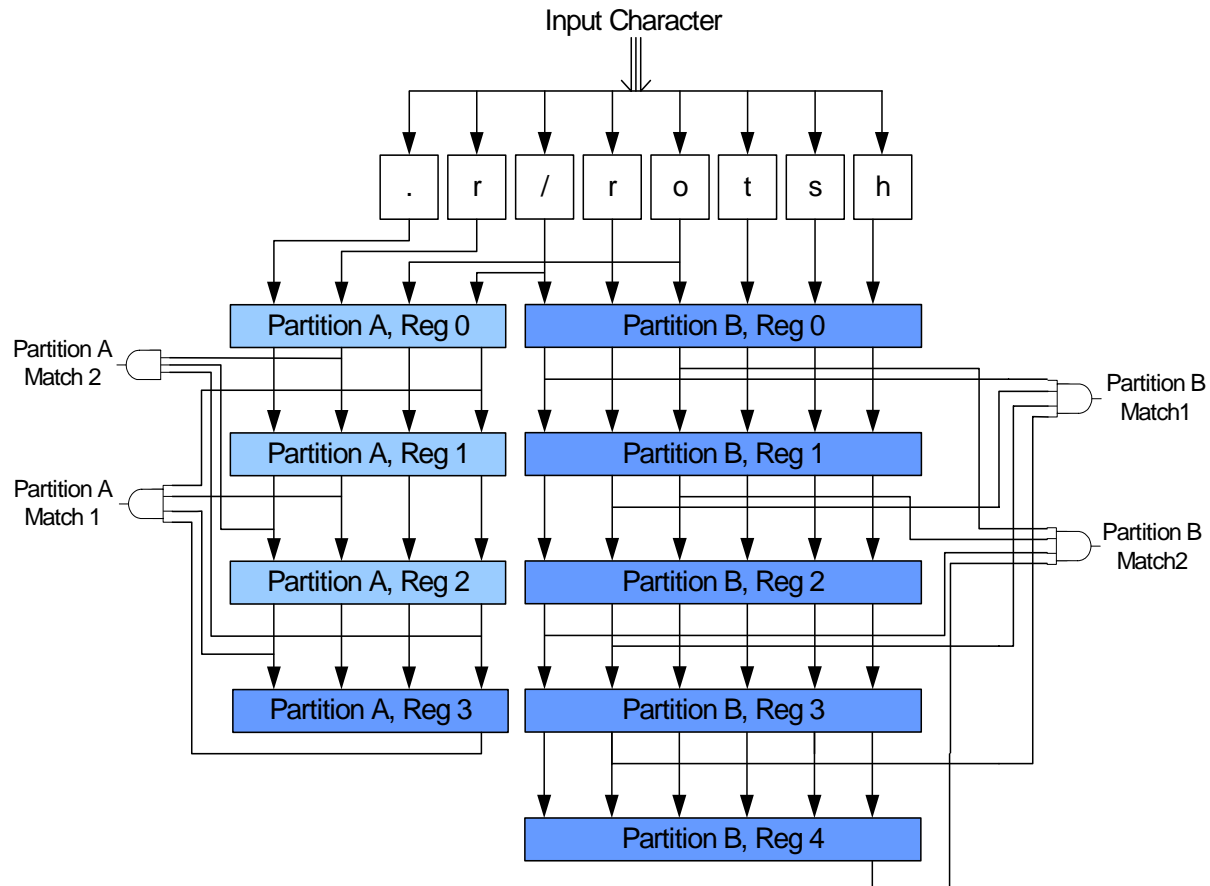 Input Character
. r / r o t s h
Partition A, Reg 0
Partition B, Reg 0
Partition A
Match 2
Partition B
Match1
Partition A, Reg 1
Partition B, Reg 1
Partition A
Match 1
Partition B
Match2
Partition A, Reg 2
Partition B, Reg 2
Partition A, Reg 3
Partition B, Reg 3
Partition B, Reg 4